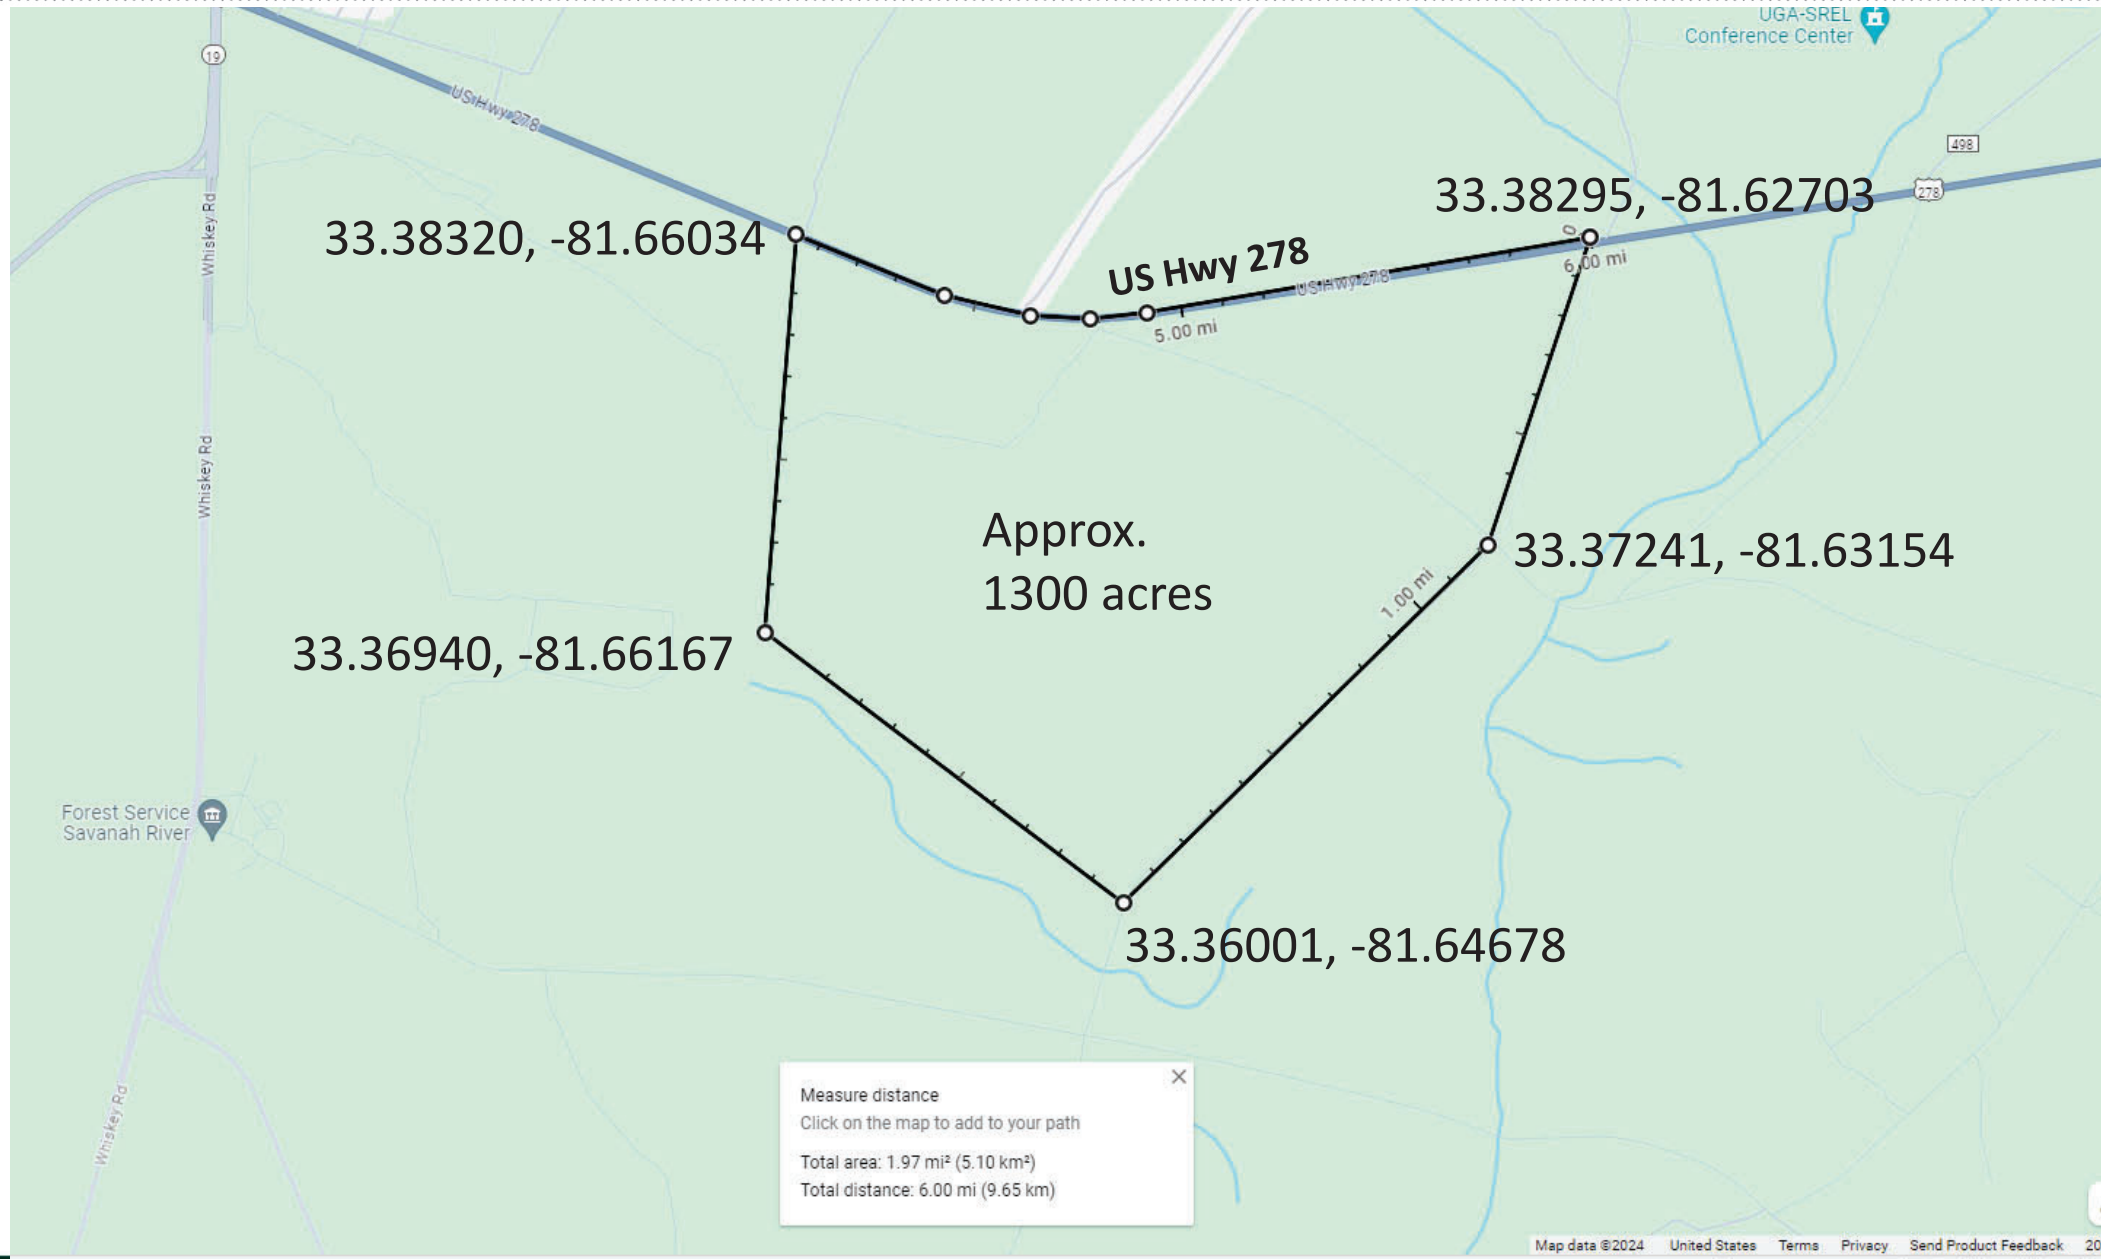 UGA-SREL
Conference Center
19
US Hwy 278
498
Whiskey Rd
33.38295, -81.62703
278
33.38320, -81.66034
US Hwy 278
0
6.00 mi
US Hwy 278
5.00 mi
Whiskey Rd
Approx.
1300 acres
33.37241, -81.63154
1.00 mi
33.36940, -81.66167
Forest Service
Savanah River
33.36001, -81.64678
Measure distance
Click on the map to add to your path
Total area: 1.97 mi² (5.10 km²)
Total distance: 6.00 mi (9.65 km)
Whiskey Rd
Map data ©2024 United States Terms Privacy Send Product Feedback 20